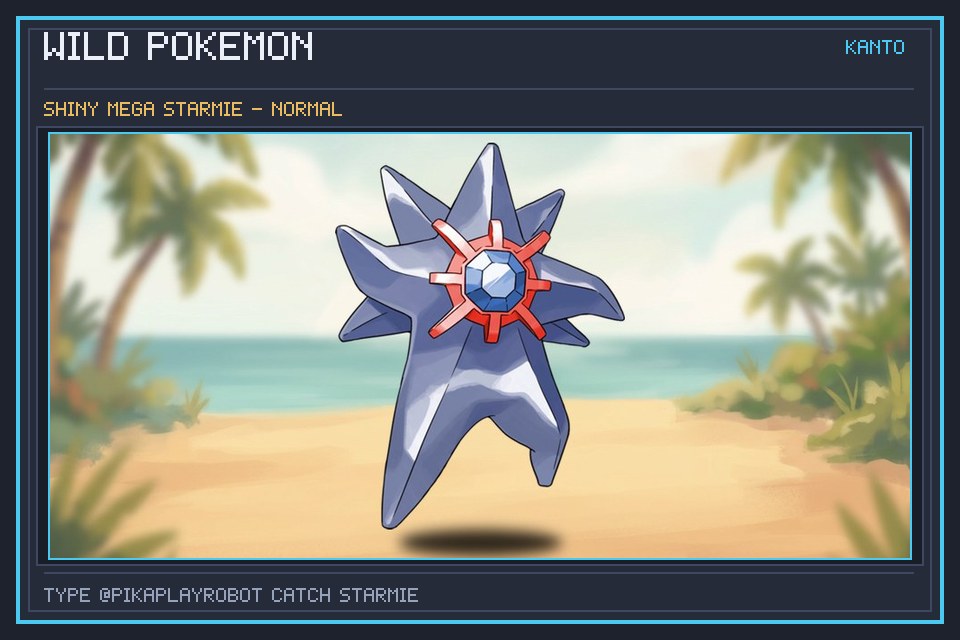 WILD POKEMON
KANTO
SHINY MEGA STARMIE - NORMAL
TYPE @PIKAPLAYROBOT CATCH STARMIE